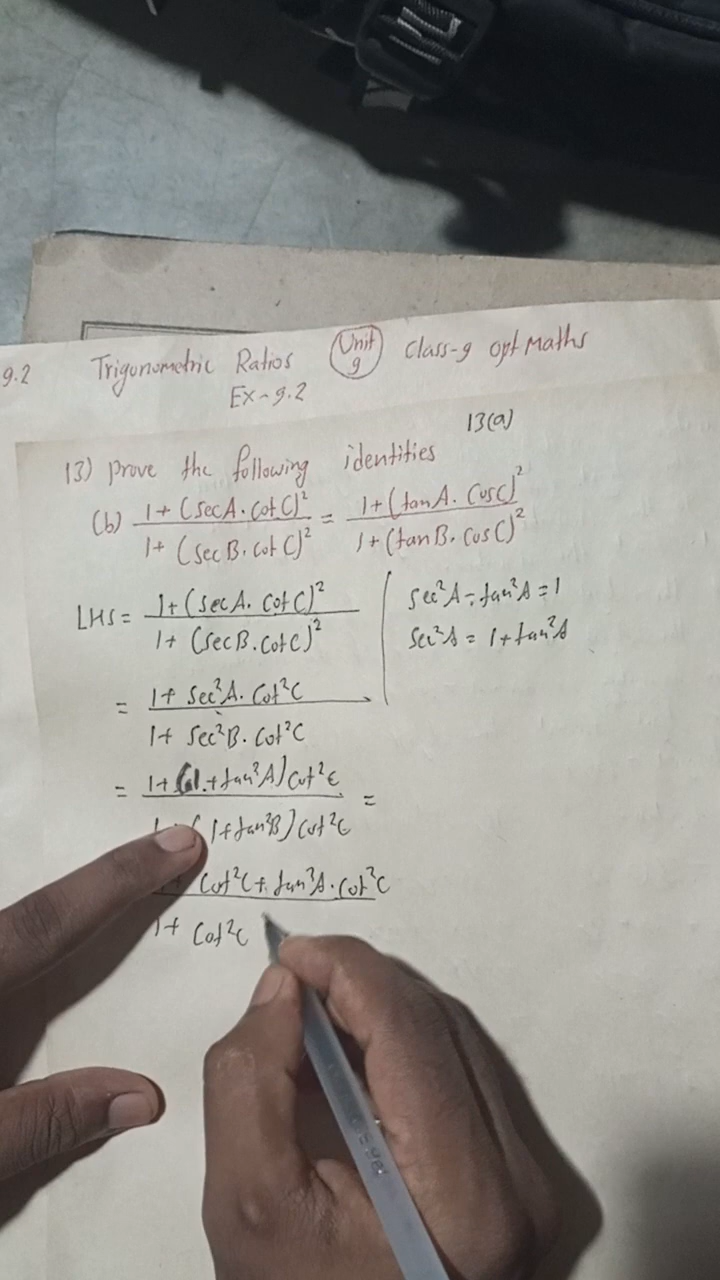 9.2 Trigonometric Ratios Unit 9 Class-9 Opt Maths
Ex-9.2
13(a)
13) Prove the following identities
(b) 1+(secA.cotC)²/1+(secB.cotC)² = 1+(tanA.CosC)²/1+(tanB.CosC)²
LHS = 1+(secA.cotC)²/1+(secB.cotC)²
sec²A-tan²A=1
sec²A=1+tan²A
= 1+sec²A.Cot²C/1+sec²B.Cot²C
= 1+(1+tan²A)Cot²C/(1+tan²B)Cot²C =
Cot²C+tan²A.Cot²C/1+Cot²C